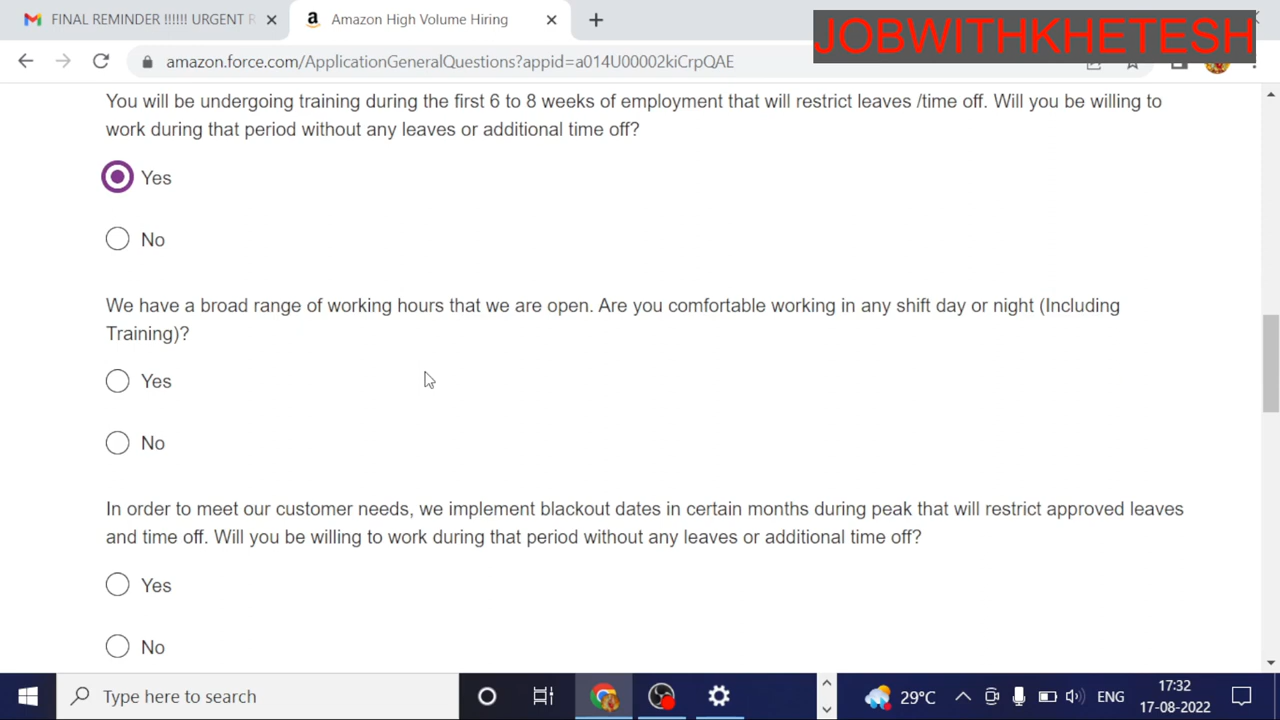 FINAL REMINDER !!!!!! URGENT R
Amazon High Volume Hiring
JOBWITHKHETESH
amazon.force.com/ApplicationGeneralQuestions?appid=a014U00002kiCrpQAE
You will be undergoing training during the first 6 to 8 weeks of employment that will restrict leaves /time off. Will you be willing to
work during that period without any leaves or additional time off?
Yes
No
We have a broad range of working hours that we are open. Are you comfortable working in any shift day or night (Including
Training)?
Yes
No
In order to meet our customer needs, we implement blackout dates in certain months during peak that will restrict approved leaves
and time off. Will you be willing to work during that period without any leaves or additional time off?
Yes
No
Type here to search
29°C
ENG
17:32
17-08-2022